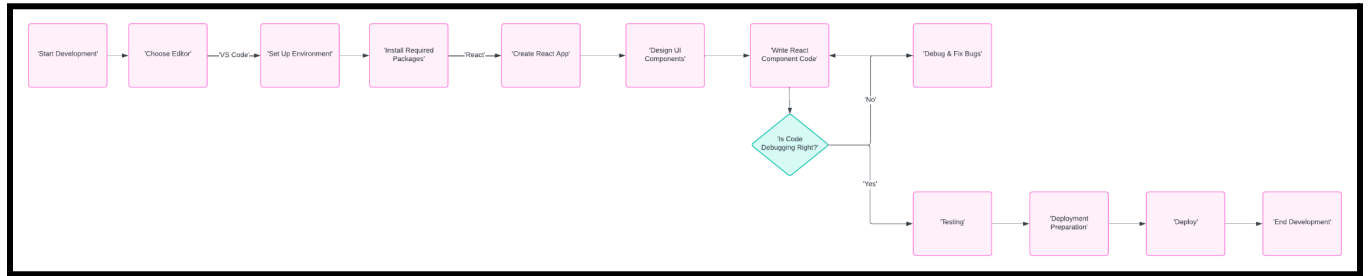 'Start Development'
'Choose Editor'
'VS Code'
'Set Up Environment'
'Install Required
Packages'
'React'
'Create React App'
'Design UI
Components'
'Write React
Component Code'
'Debug & Fix Bugs'
'No'
'Is Code
Debugging Right?'
'Yes'
'Testing'
'Deployment
Preparation'
'Deploy'
'End Development'